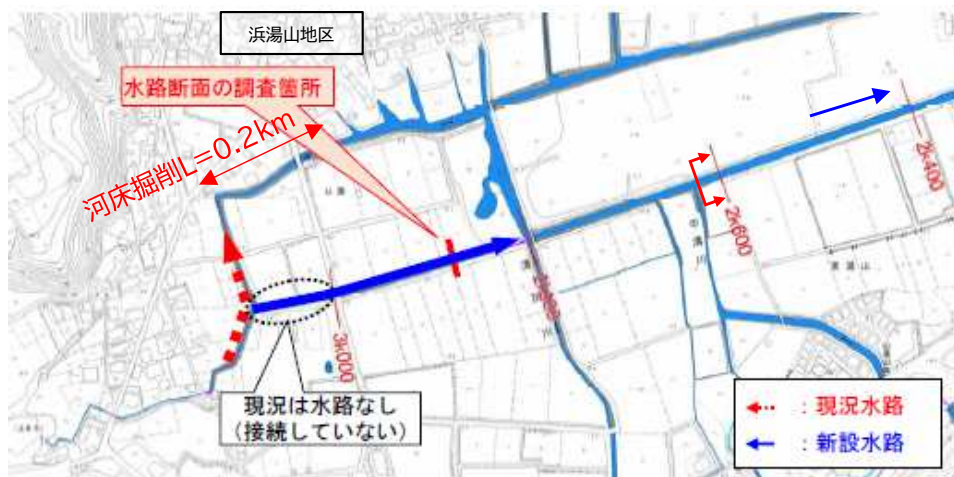 浜湯山地区
水路断面の調査箇所
河床掘削L=0.2km
2k400
2k600
3k000
現況は水路なし
（接続していない）
：現況水路
：新設水路